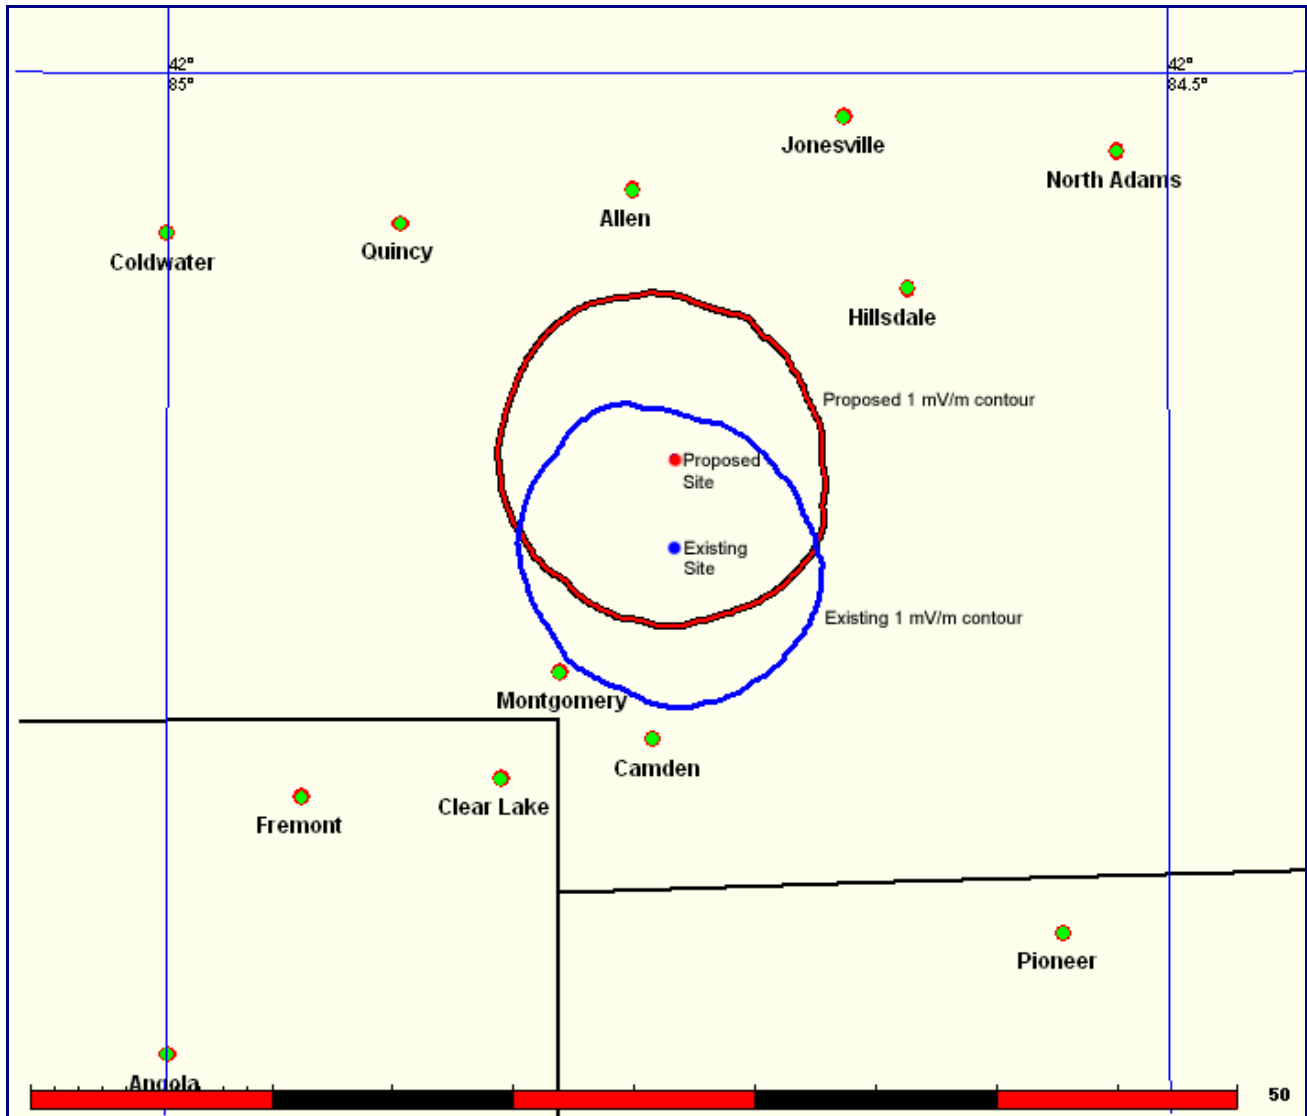 42°
85°
42°
84.5°
Jonesville
North Adams
Allen
Quincy
Coldwater
Hillsdale
Proposed 1 mV/m contour
Proposed
Site
Existing
Site
Existing 1 mV/m contour
Montgomery
Camden
Clear Lake
Fremont
Pioneer
Angola
50